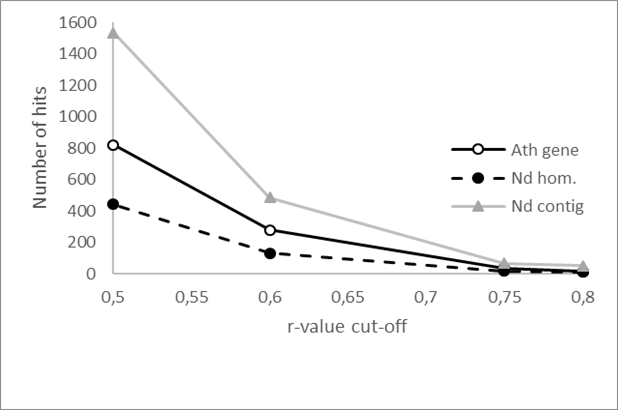 1600
1400
1200
1000
800
600
400
200
0
Number of hits
Ath gene
Nd hom.
Nd contig
0,5 0,55 0,6 0,65 0,7 0,75 0,8
r-value cut-off